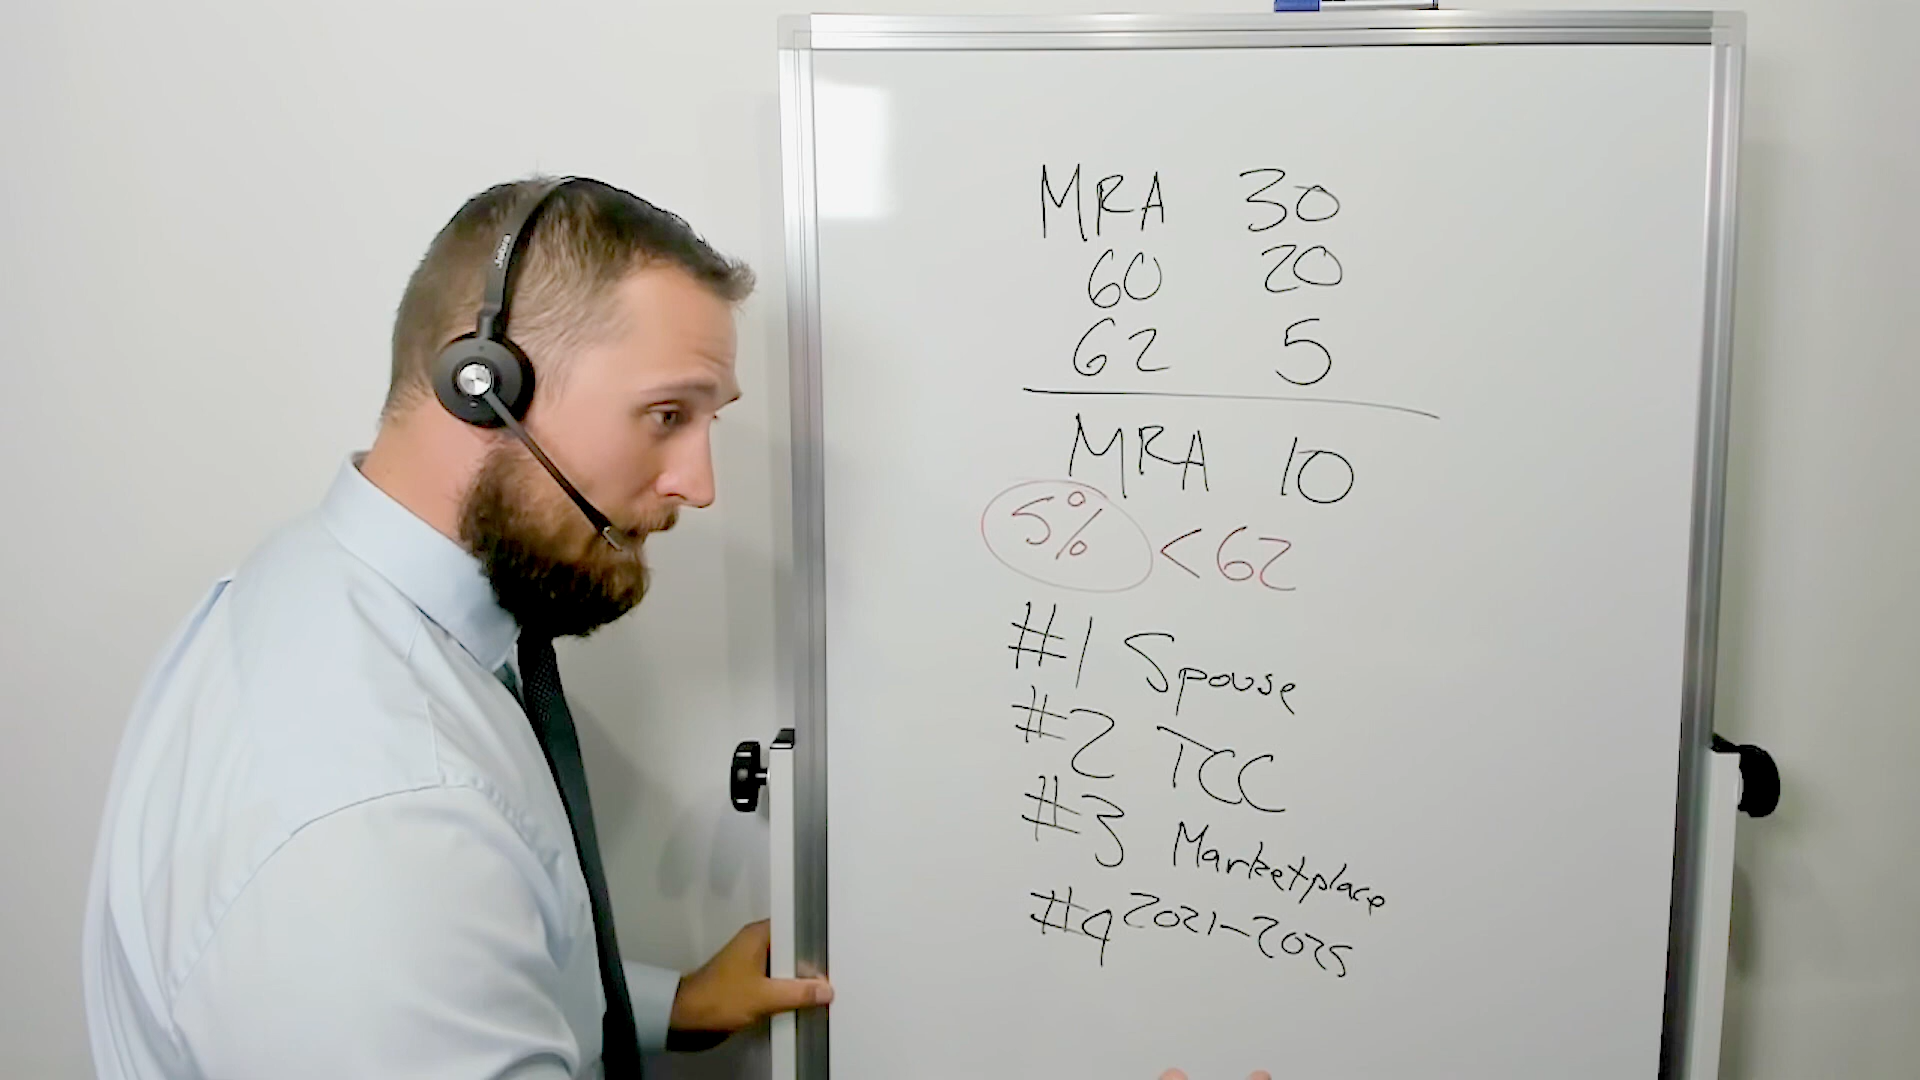 Jabra
MRA 30
60 20
62 5
MRA 10
5% <62
#1 Spouse
#2 TCC
#3 Marketplace
#4 2021-2025